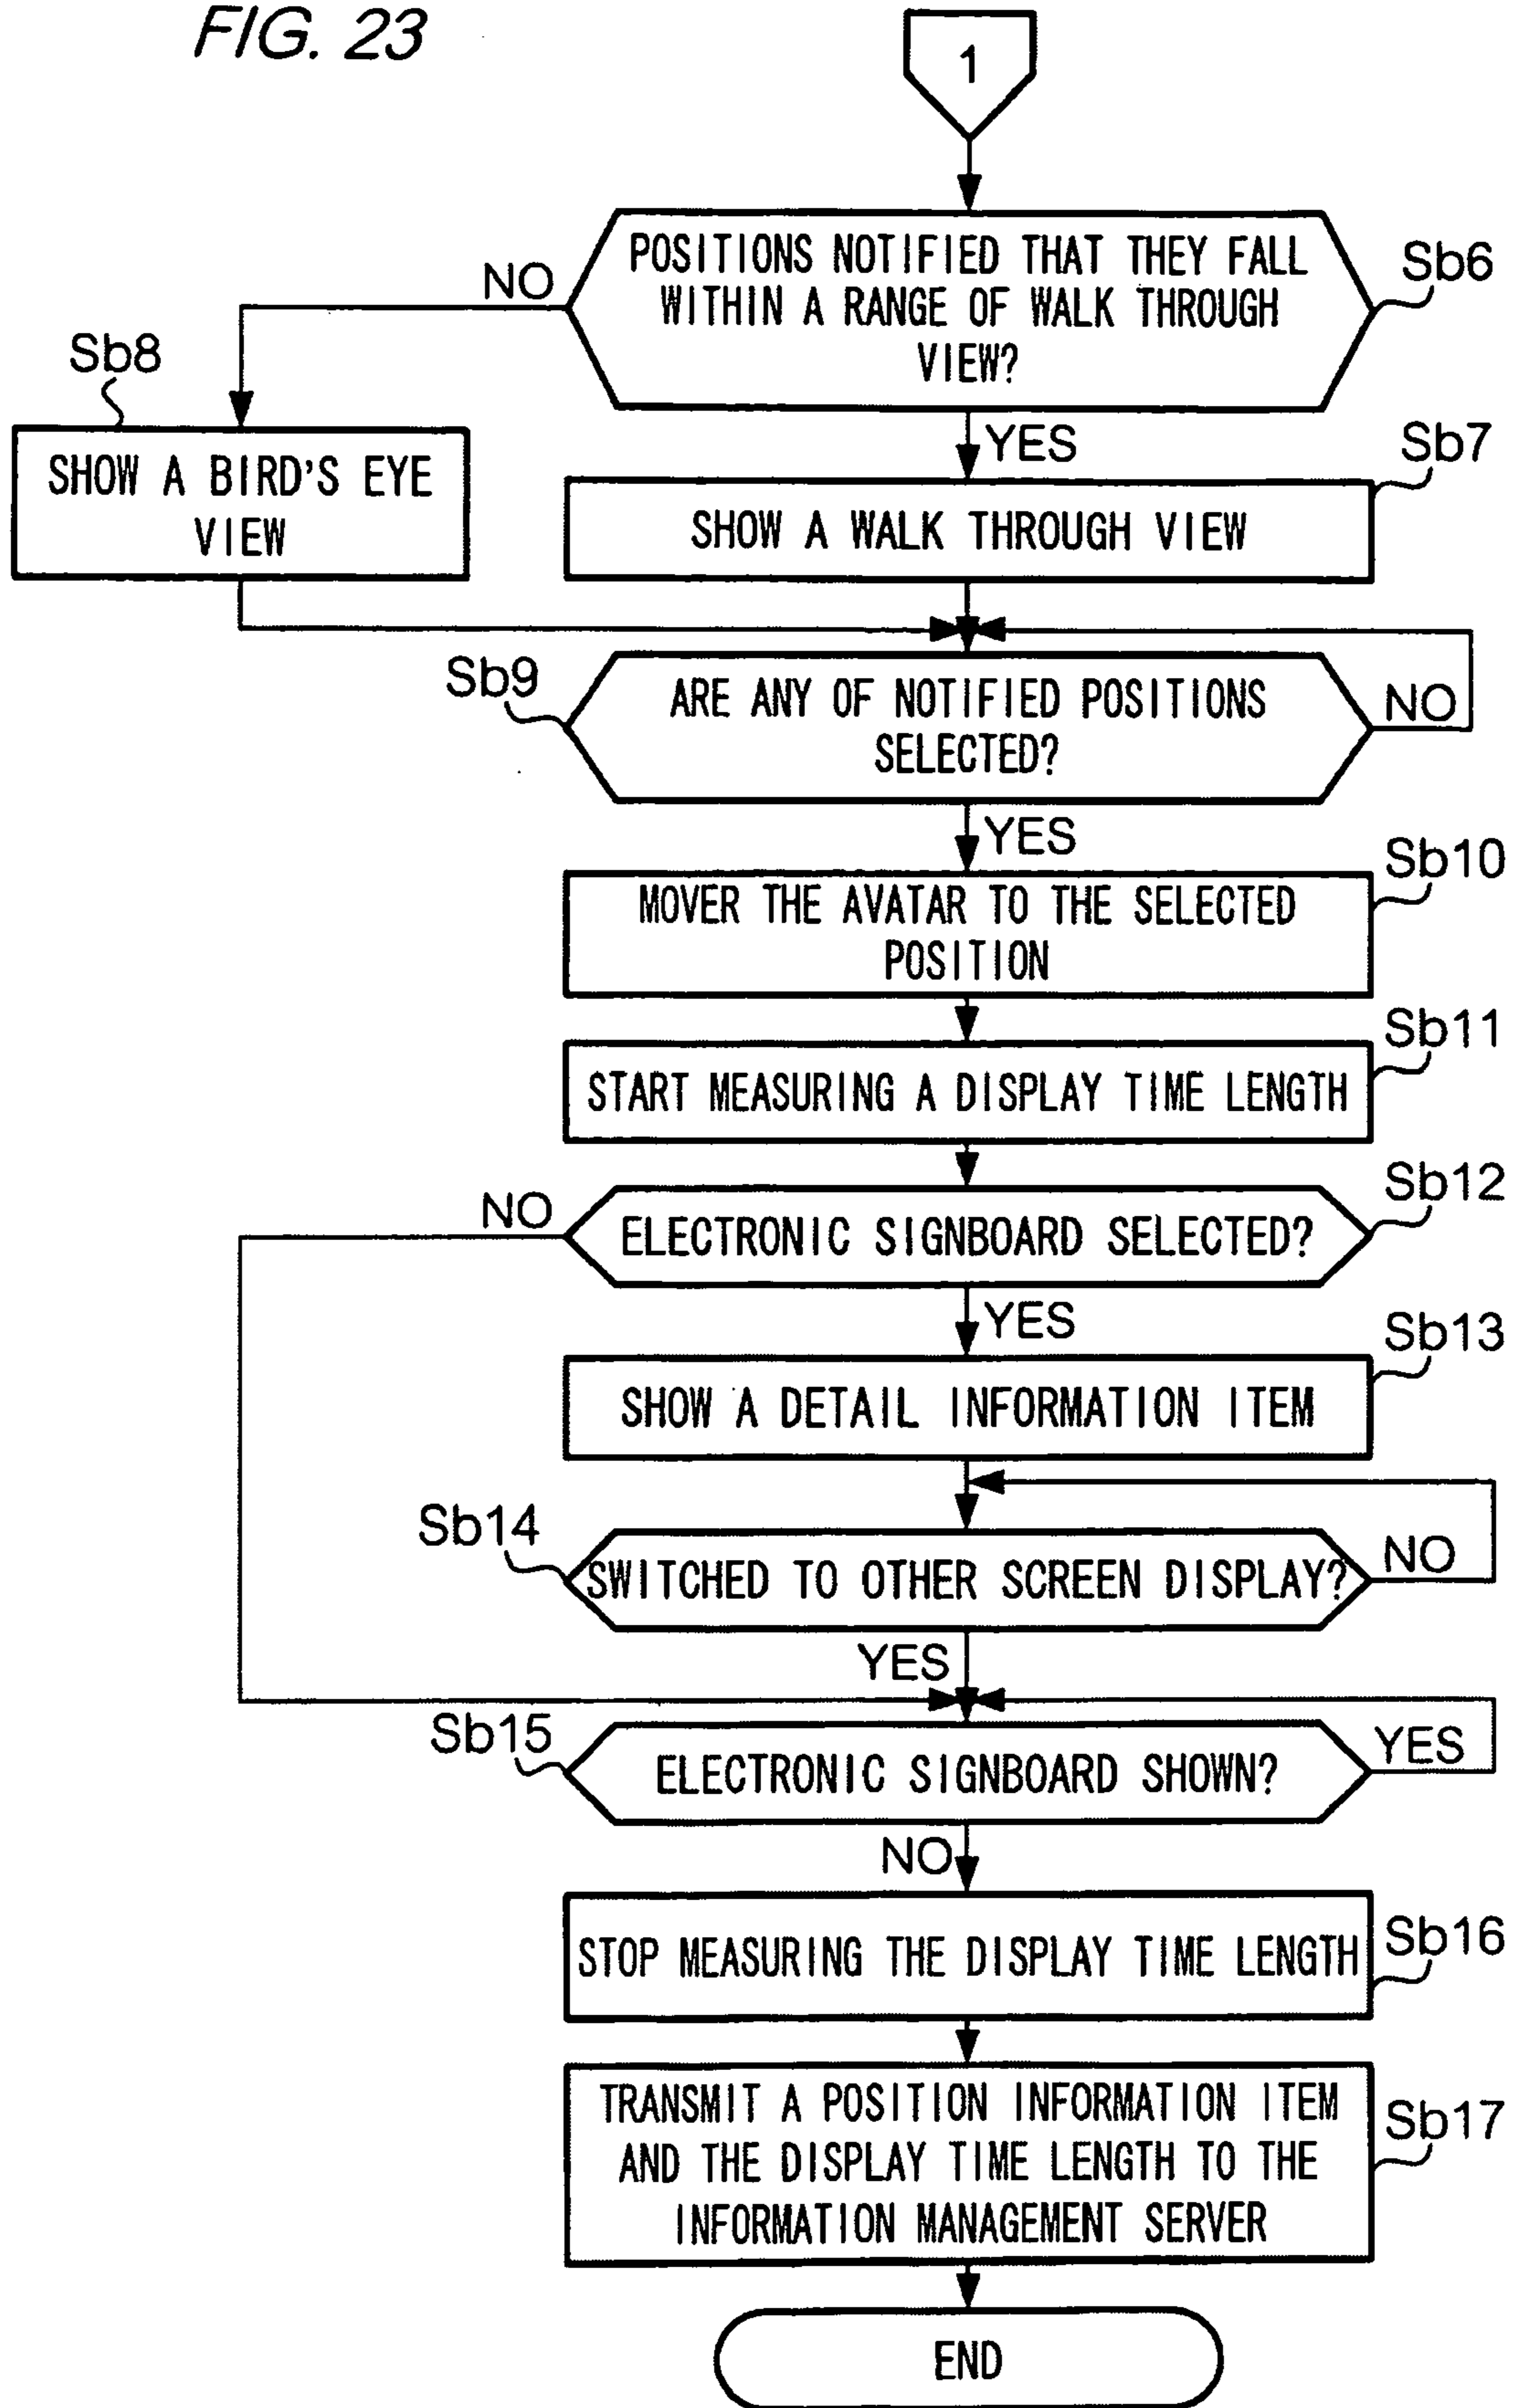 FIG. 23
1
POSITIONS NOTIFIED THAT THEY FALL
WITHIN A RANGE OF WALK THROUGH
VIEW?
Sb6
NO
YES
Sb8
SHOW A BIRD'S EYE
VIEW
Sb7
SHOW A WALK THROUGH VIEW
Sb9
ARE ANY OF NOTIFIED POSITIONS
SELECTED?
NO
YES
Sb10
MOVER THE AVATAR TO THE SELECTED
POSITION
Sb11
START MEASURING A DISPLAY TIME LENGTH
Sb12
NO
ELECTRONIC SIGNBOARD SELECTED?
YES
Sb13
SHOW A DETAIL INFORMATION ITEM
Sb14
SWITCHED TO OTHER SCREEN DISPLAY?
NO
YES
Sb15
ELECTRONIC SIGNBOARD SHOWN?
YES
NO
STOP MEASURING THE DISPLAY TIME LENGTH
Sb16
TRANSMIT A POSITION INFORMATION ITEM
AND THE DISPLAY TIME LENGTH TO THE
INFORMATION MANAGEMENT SERVER
Sb17
END